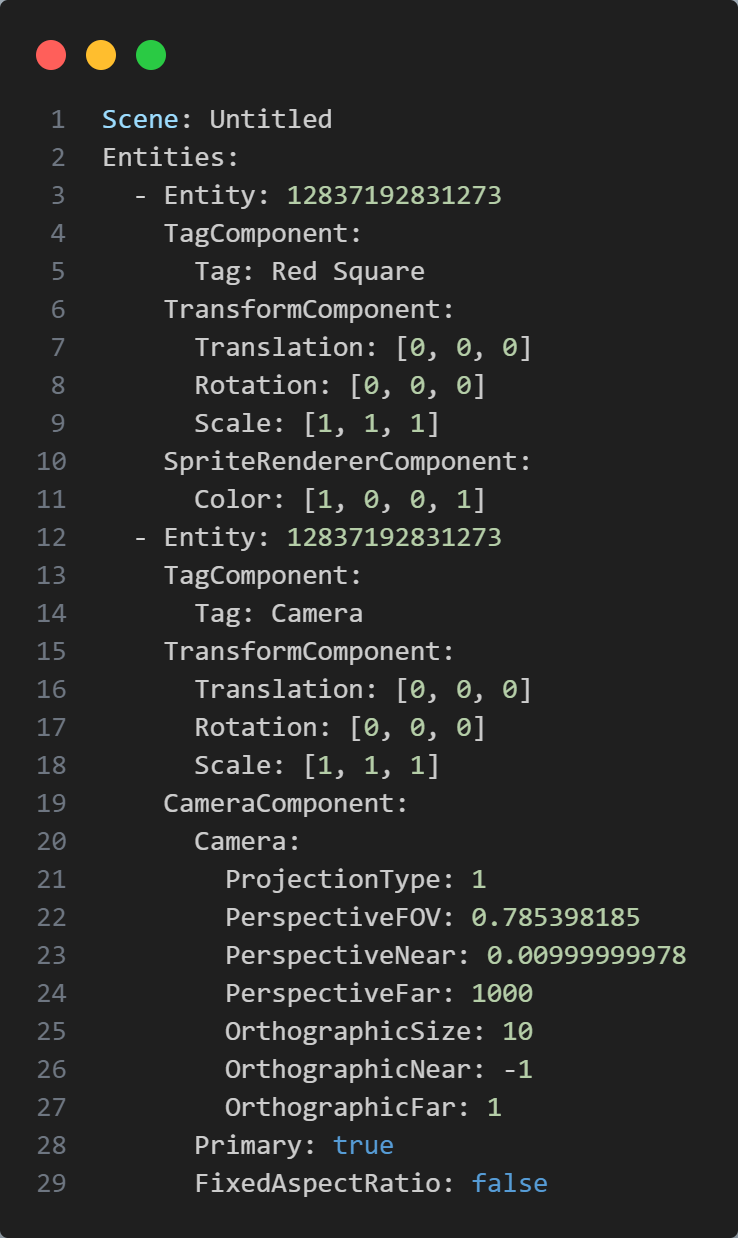 1 Scene: Untitled
2 Entities:
3   - Entity: 12837192831273
4     TagComponent:
5       Tag: Red Square
6     TransformComponent:
7       Translation: [0, 0, 0]
8       Rotation: [0, 0, 0]
9       Scale: [1, 1, 1]
10     SpriteRendererComponent:
11       Color: [1, 0, 0, 1]
12   - Entity: 12837192831273
13     TagComponent:
14       Tag: Camera
15     TransformComponent:
16       Translation: [0, 0, 0]
17       Rotation: [0, 0, 0]
18       Scale: [1, 1, 1]
19     CameraComponent:
20       Camera:
21         ProjectionType: 1
22         PerspectiveFOV: 0.785398185
23         PerspectiveNear: 0.00999999978
24         PerspectiveFar: 1000
25         OrthographicSize: 10
26         OrthographicNear: -1
27         OrthographicFar: 1
28       Primary: true
29       FixedAspectRatio: false